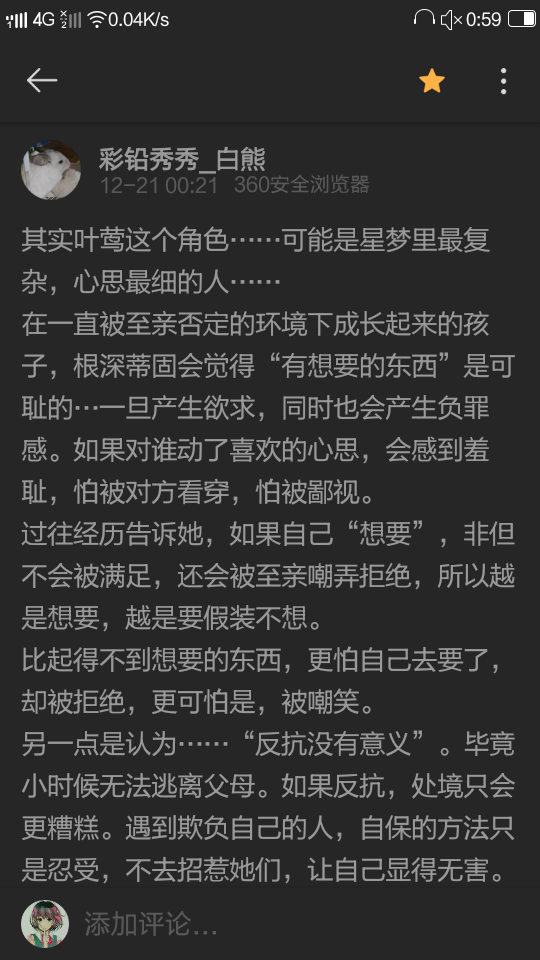 4G 0.04K/s 0:59
彩铅秀秀_白熊
12-21 00:21 360安全浏览器
其实叶莺这个角色……可能是星梦里最复
杂，心思最细的人……
在一直被至亲否定的环境下成长起来的孩
子，根深蒂固会觉得“有想要的东西”是可
耻的…一旦产生欲求，同时也会产生负罪
感。如果对谁动了喜欢的心思，会感到羞
耻，怕被对方看穿，怕被鄙视。
过往经历告诉她，如果自己“想要”，非但
不会被满足，还会被至亲嘲弄拒绝，所以越
是想要，越是要假装不想。
比起得不到想要的东西，更怕自己去要了，
却被拒绝，更可怕是，被嘲笑。
另一点是认为……“反抗没有意义”。毕竟
小时候无法逃离父母。如果反抗，处境只会
更糟糕。遇到欺负自己的人，自保的方法只
是忍受，不去招惹她们，让自己显得无害。
添加评论…